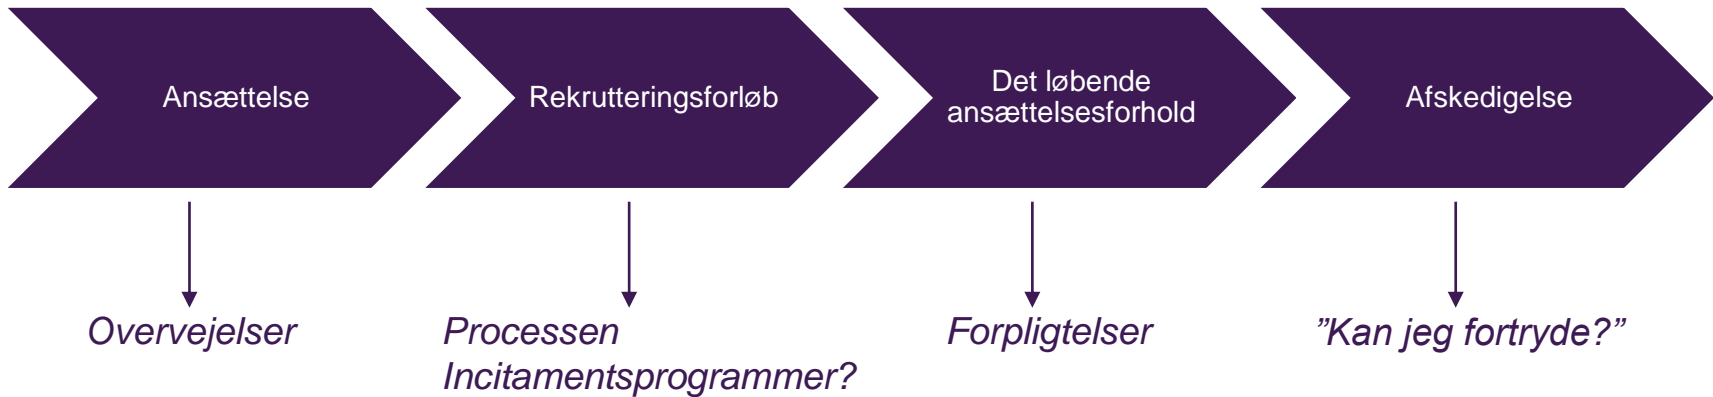 Ansættelse
Rekrutteringsforløb
Det løbende
ansættelsesforhold
Afskedigelse
Overvejelser
Processen
Incitamentsprogrammer?
Forpligtelser
”Kan jeg fortryde?”